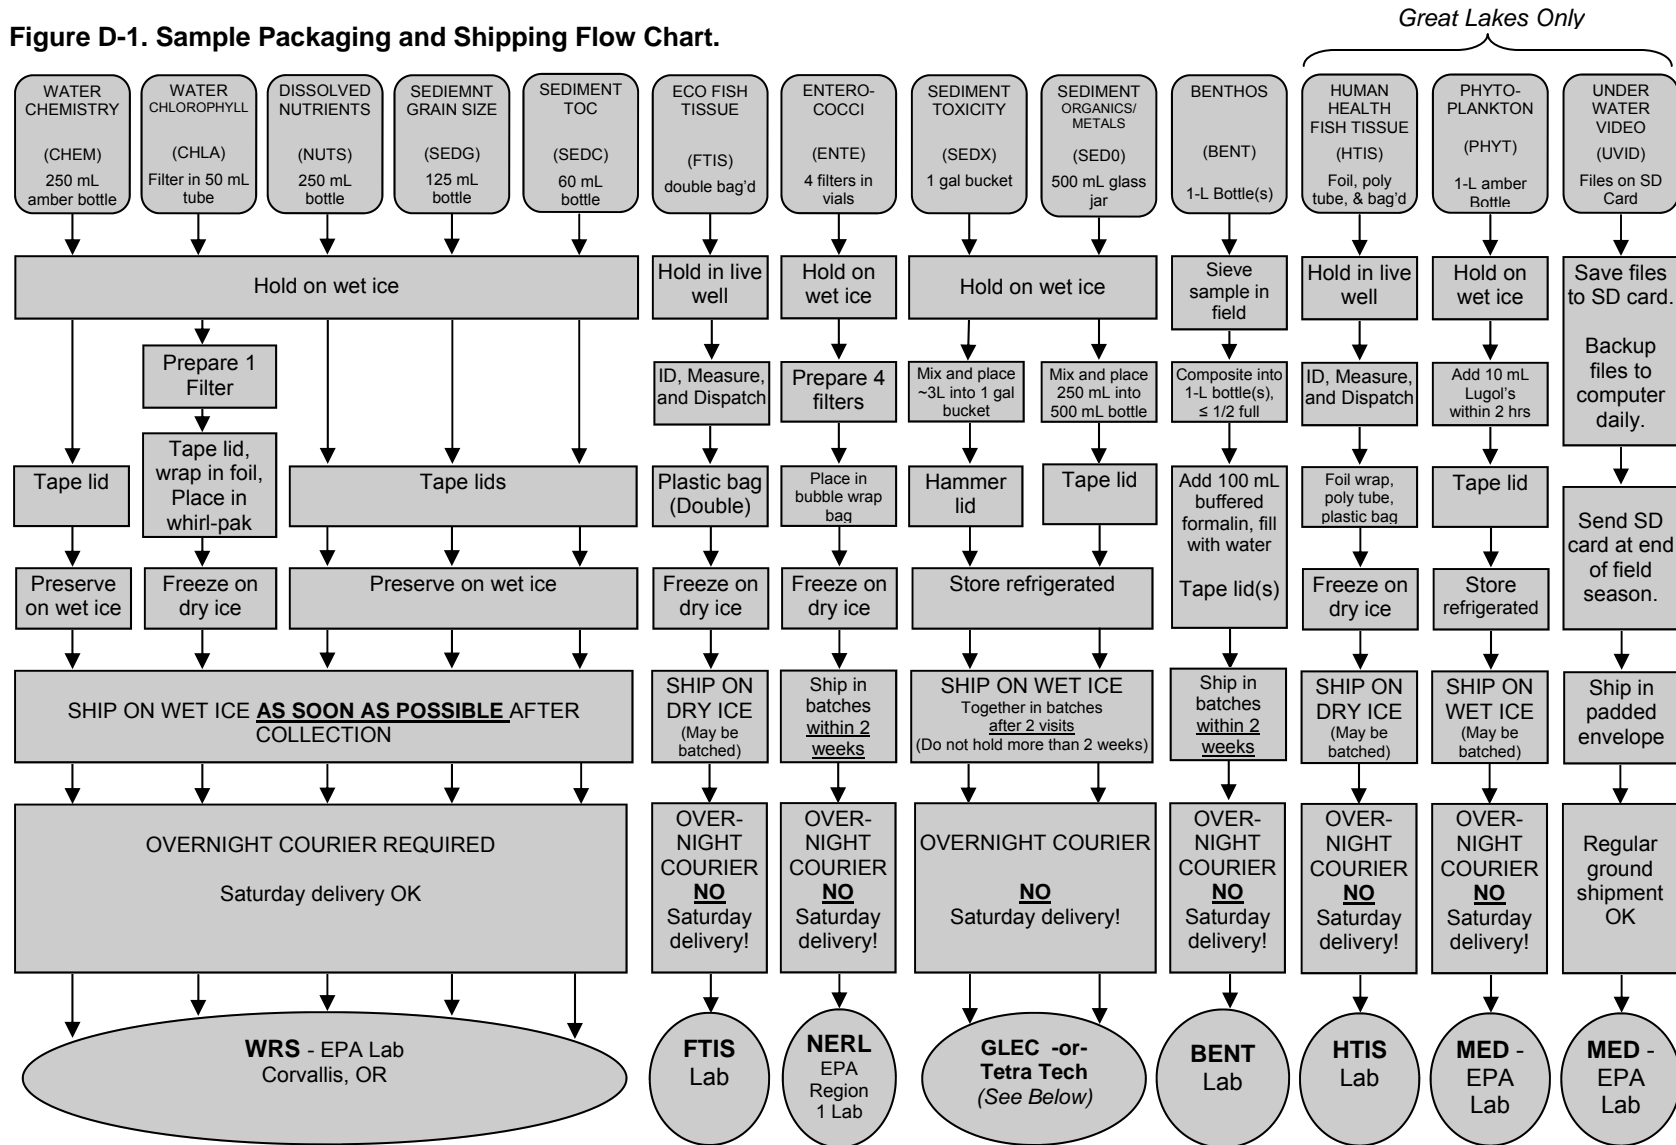 Great Lakes Only
Figure D-1. Sample Packaging and Shipping Flow Chart.
WATER
CHEMISTRY
(CHEM)
250 mL
amber bottle
WATER
CHLOROPHYLL
(CHLA)
Filter in 50 mL
tube
DISSOLVED
NUTRIENTS
(NUTS)
250 mL
bottle
SEDIEMNT
GRAIN SIZE
(SEDG)
125 mL
bottle
SEDIMENT
TOC
(SEDC)
60 mL
bottle
ECO FISH
TISSUE
(FTIS)
double bag'd
ENTERO-
COCCI
(ENTE)
4 filters in
vials
SEDIMENT
TOXICITY
(SEDX)
1 gal bucket
SEDIMENT
ORGANICS/
METALS
(SED0)
500 mL glass
jar
BENTHOS
(BENT)
1-L Bottle(s)
HUMAN
HEALTH
FISH TISSUE
(HTIS)
Foil, poly
tube, & bag'd
PHYTO-
PLANKTON
(PHYT)
1-L amber
Bottle
UNDER
WATER
VIDEO
(UVID)
Files on SD
Card
Hold on wet ice
Hold in live
well
Hold on
wet ice
Hold on wet ice
Sieve
sample in
field
Hold in live
well
Hold on
wet ice
Save files
to SD card.
Backup
files to
computer
daily.
Prepare 1
Filter
ID, Measure,
and Dispatch
Prepare 4
filters
Mix and place
~3L into 1 gal
bucket
Mix and place
250 mL into
500 mL bottle
Composite into
1-L bottle(s),
≤ 1/2 full
ID, Measure,
and Dispatch
Add 10 mL
Lugol's
within 2 hrs
Tape lid
Tape lid,
wrap in foil,
Place in
whirl-pak
Tape lids
Plastic bag
(Double)
Place in
bubble wrap
bag
Hammer
lid
Tape lid
Add 100 mL
buffered
formalin, fill
with water
Tape lid(s)
Foil wrap,
poly tube,
plastic bag
Tape lid
Send SD
card at end
of field
season.
Preserve
on wet ice
Freeze on
dry ice
Preserve on wet ice
Freeze on
dry ice
Freeze on
dry ice
Store refrigerated
Freeze on
dry ice
Store
refrigerated
SHIP ON WET ICE AS SOON AS POSSIBLE AFTER
COLLECTION
SHIP ON
DRY ICE
(May be
batched)
Ship in
batches
within 2
weeks
SHIP ON WET ICE
Together in batches
after 2 visits
(Do not hold more than 2 weeks)
Ship in
batches
within 2
weeks
SHIP ON
DRY ICE
(May be
batched)
SHIP ON
WET ICE
(May be
batched)
Ship in
padded
envelope
OVERNIGHT COURIER REQUIRED
Saturday delivery OK
OVER-
NIGHT
COURIER
NO
Saturday
delivery!
OVER-
NIGHT
COURIER
NO
Saturday
delivery!
OVERNIGHT COURIER
NO
Saturday delivery!
OVER-
NIGHT
COURIER
NO
Saturday
delivery!
OVER-
NIGHT
COURIER
NO
Saturday
delivery!
OVER-
NIGHT
COURIER
NO
Saturday
delivery!
Regular
ground
shipment
OK
WRS - EPA Lab
Corvallis, OR
FTIS
Lab
NERL
EPA
Region
1 Lab
GLEC -or-
Tetra Tech
(See Below)
BENT
Lab
HTIS
Lab
MED -
EPA
Lab
MED -
EPA
Lab